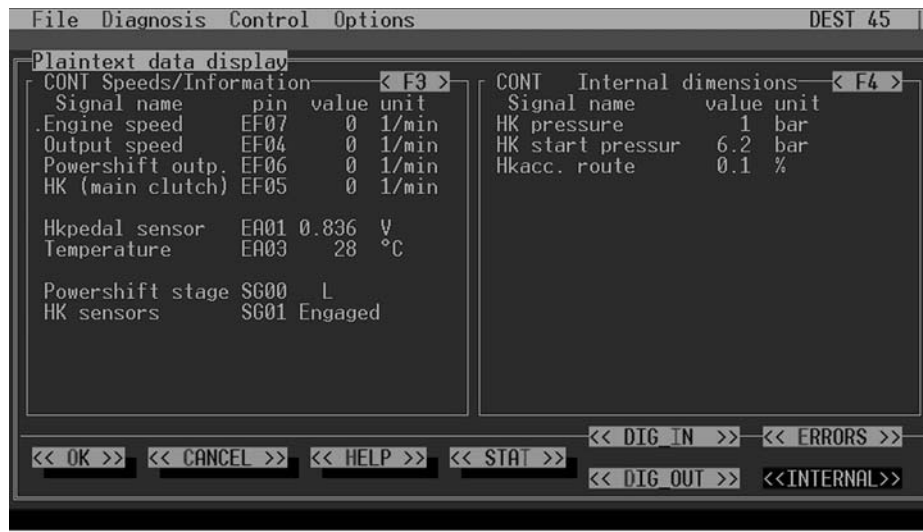 File Diagnosis Control Options DEST 45
Plaintext data display
CONT Speeds/Information < F3 >
Signal name pin value unit
.Engine speed EF07 0 1/min
Output speed EF04 0 1/min
Powershift outp. EF06 0 1/min
HK (main clutch) EF05 0 1/min
Hkpedal sensor EA01 0.836 V
Temperature EA03 28 °C
Powershift stage SG00 L
HK sensors SG01 Engaged
CONT Internal dimensions < F4 >
Signal name value unit
HK pressure 1 bar
HK start pressur 6.2 bar
Hkacc. route 0.1 %
<< DIG_IN >> << ERRORS >>
<< OK >> << CANCEL >> << HELP >> << STAT >>
<< DIG_OUT >> <<INTERNAL>>